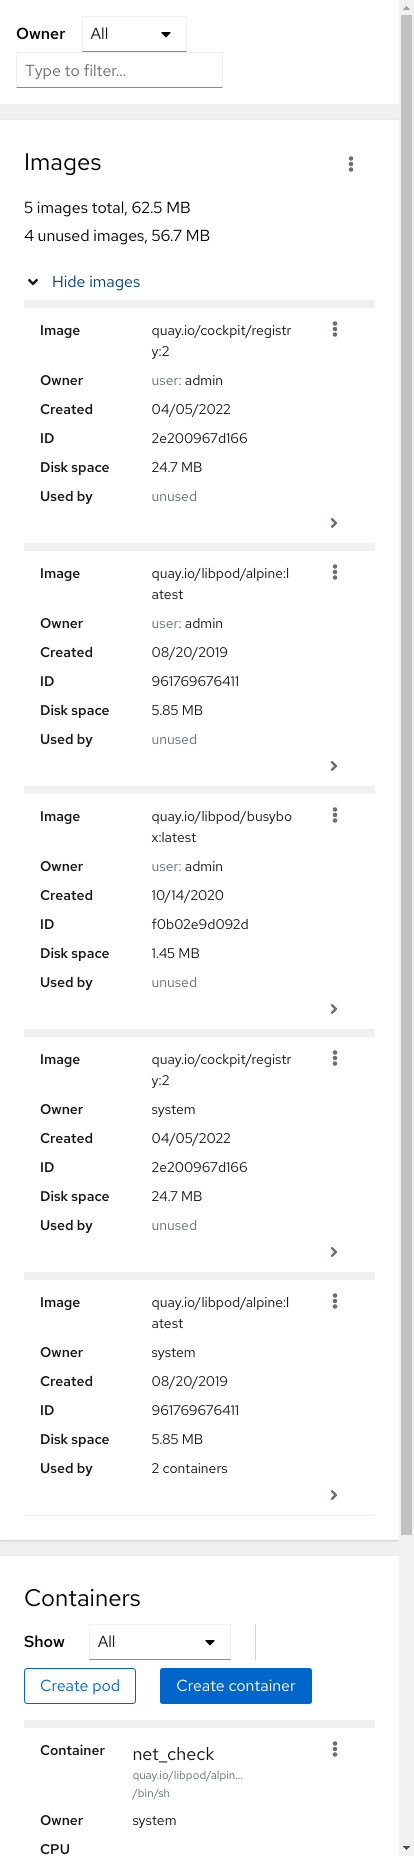 Owner All
Type to filter...
Images
5 images total, 62.5 MB
4 unused images, 56.7 MB
Hide images
Image quay.io/cockpit/registr
y:2
Owner user: admin
Created 04/05/2022
ID 2e200967d166
Disk space 24.7 MB
Used by unused
Image quay.io/libpod/alpine:l
atest
Owner user: admin
Created 08/20/2019
ID 961769676411
Disk space 5.85 MB
Used by unused
Image quay.io/libpod/busybo
x:latest
Owner user: admin
Created 10/14/2020
ID f0b02e9d092d
Disk space 1.45 MB
Used by unused
Image quay.io/cockpit/registr
y:2
Owner system
Created 04/05/2022
ID 2e200967d166
Disk space 24.7 MB
Used by unused
Image quay.io/libpod/alpine:l
atest
Owner system
Created 08/20/2019
ID 961769676411
Disk space 5.85 MB
Used by 2 containers
Containers
Show All
Create pod Create container
Container net_check
quay.io/libpod/alpin...
/bin/sh
Owner system
CPU